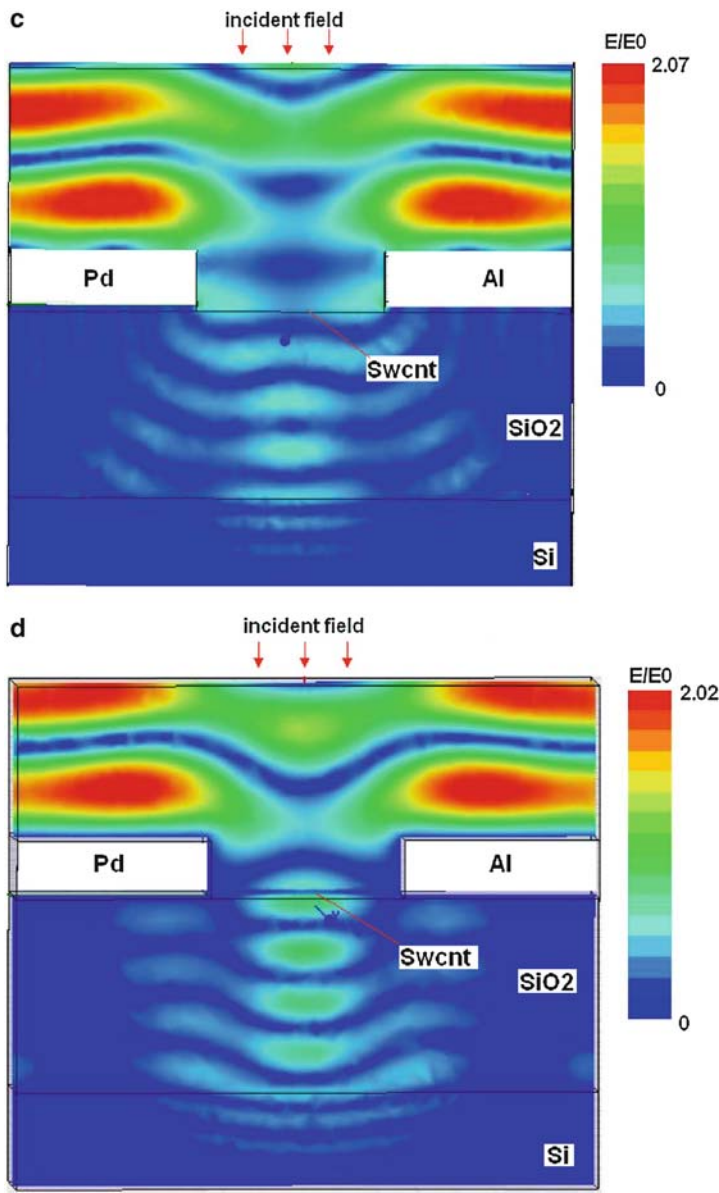 c
incident field
E/E0
2.07
Pd
Al
Swcnt
0
SiO2
Si
d
incident field
E/E0
2.02
Pd
Al
Swcnt
SiO2
0
Si